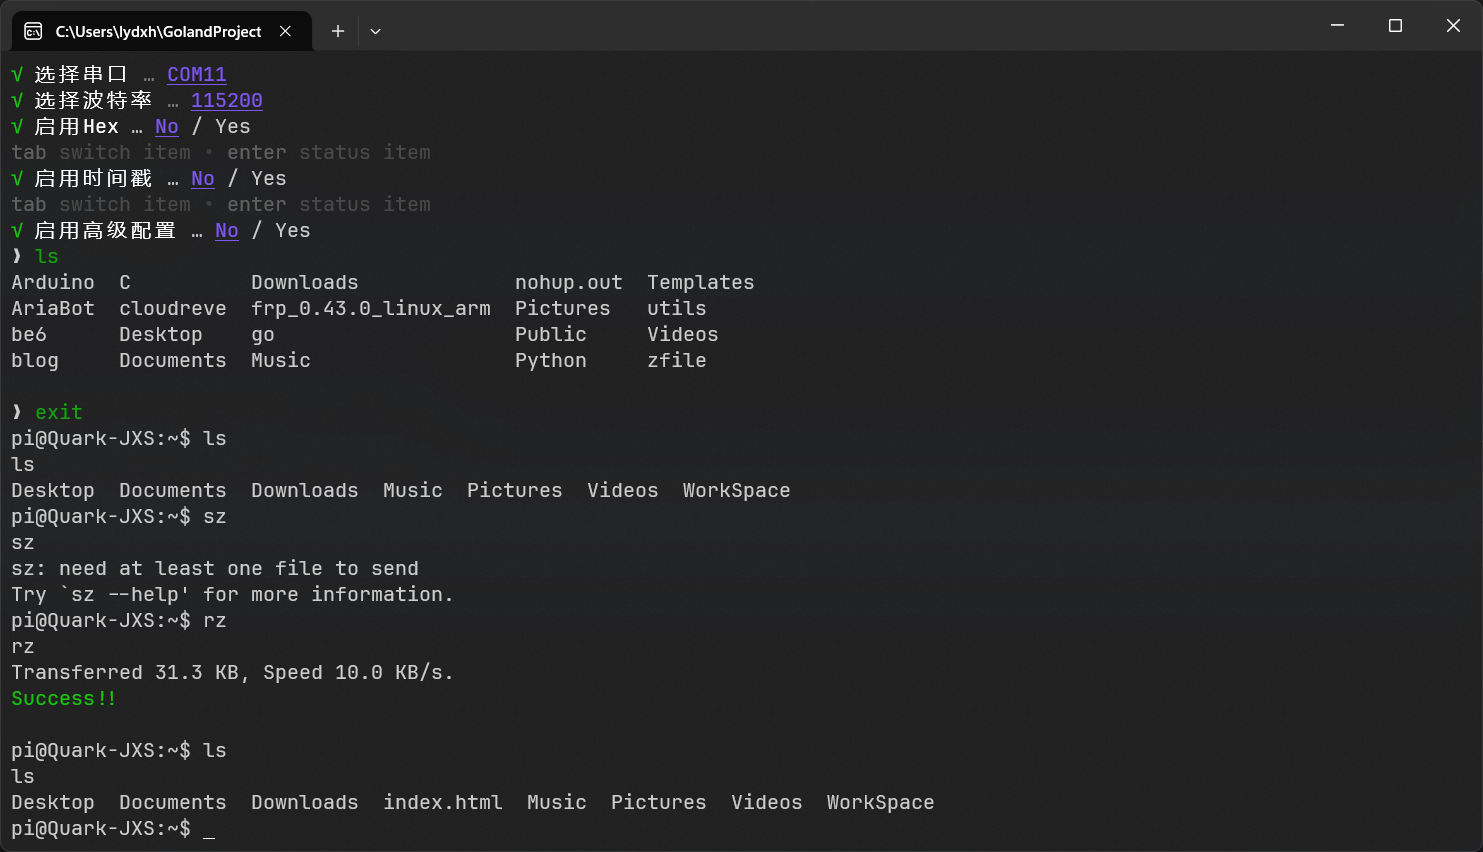 C:\Users\lydxh\GolandProject
√ 选择串口 … COM11
√ 选择波特率 … 115200
√ 启用Hex … No / Yes
tab switch item • enter status item
√ 启用时间戳 … No / Yes
tab switch item • enter status item
√ 启用高级配置 … No / Yes
❯ ls
Arduino  C          Downloads             nohup.out  Templates
AriaBot  cloudreve  frp_0.43.0_linux_arm  Pictures   utils
be6      Desktop    go                    Public     Videos
blog     Documents  Music                 Python     zfile
❯ exit
pi@Quark-JXS:~$ ls
ls
Desktop  Documents  Downloads  Music  Pictures  Videos  WorkSpace
pi@Quark-JXS:~$ sz
sz
sz: need at least one file to send
Try `sz --help' for more information.
pi@Quark-JXS:~$ rz
rz
Transferred 31.3 KB, Speed 10.0 KB/s.
Success!!
pi@Quark-JXS:~$ ls
ls
Desktop  Documents  Downloads  index.html  Music  Pictures  Videos  WorkSpace
pi@Quark-JXS:~$ _